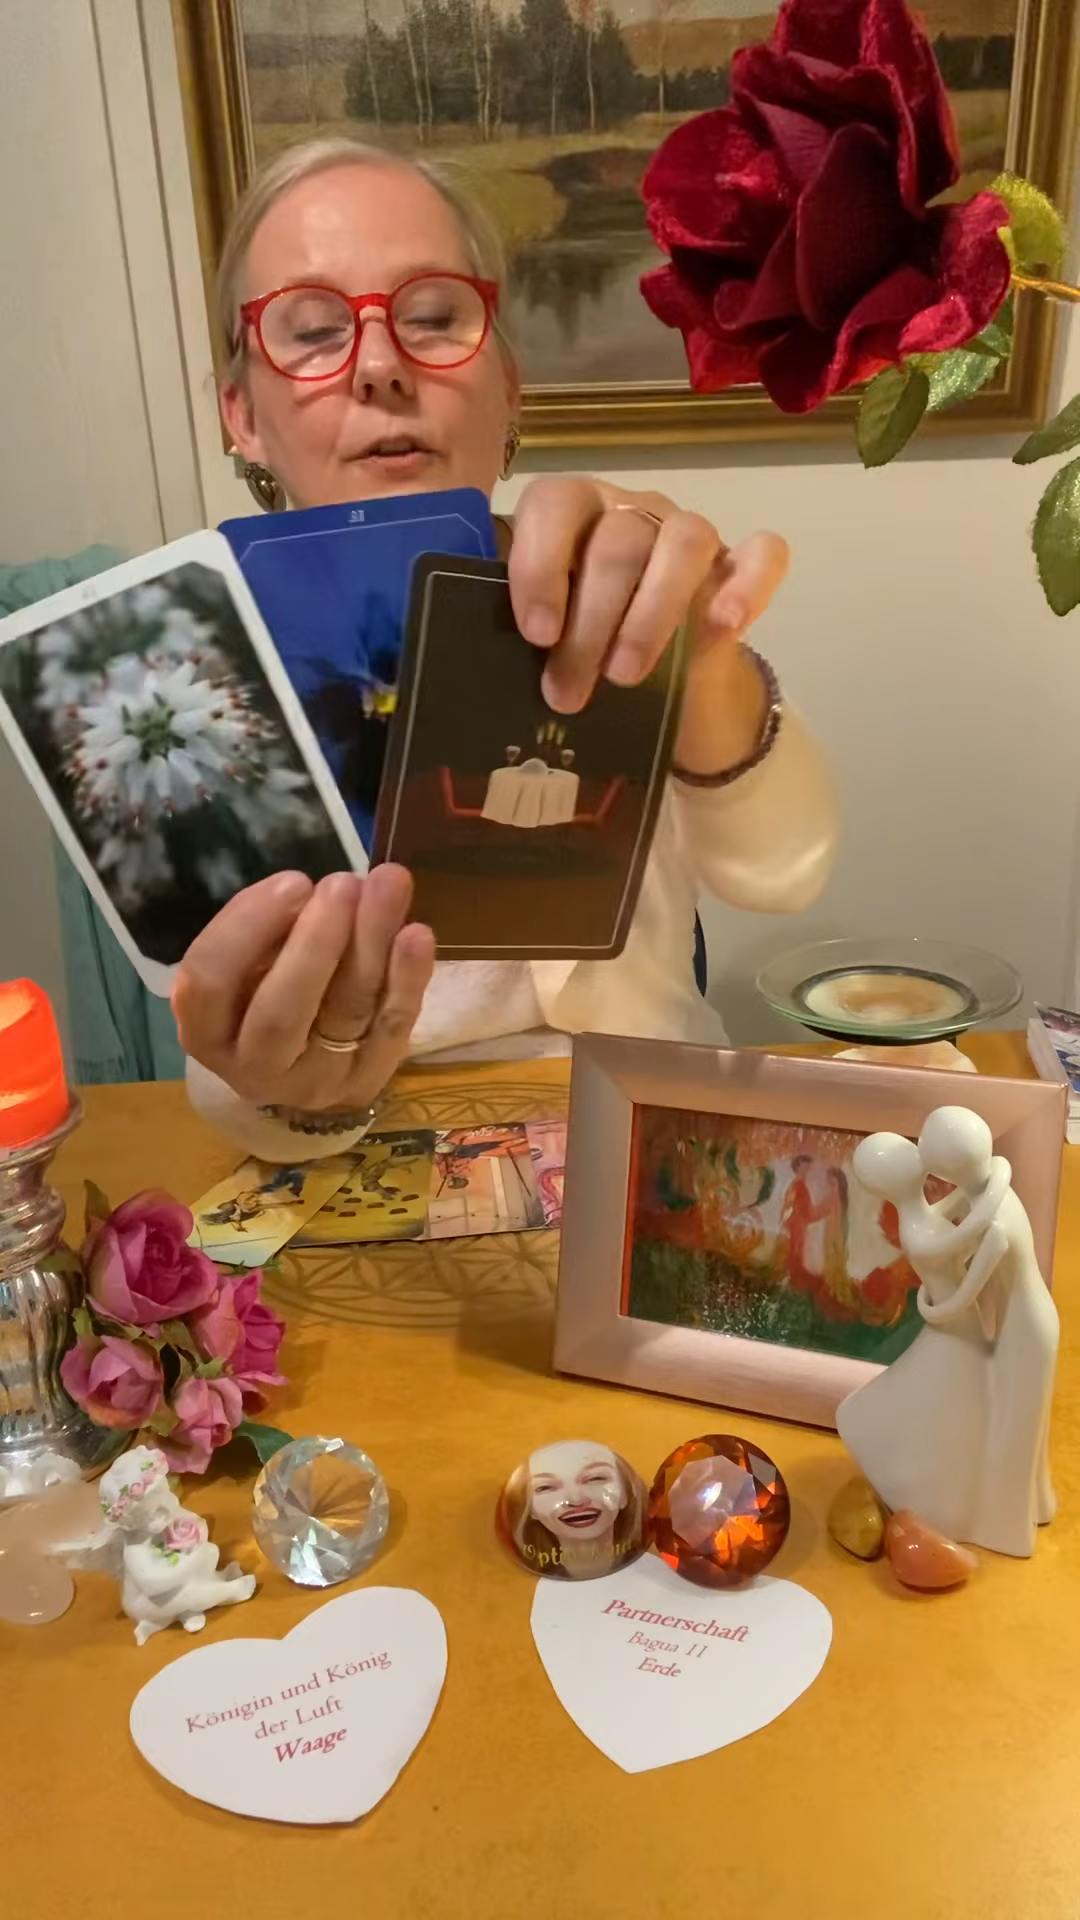 Königin und König
der Luft
Waage
Partnerschaft
Bagua 11
Erde